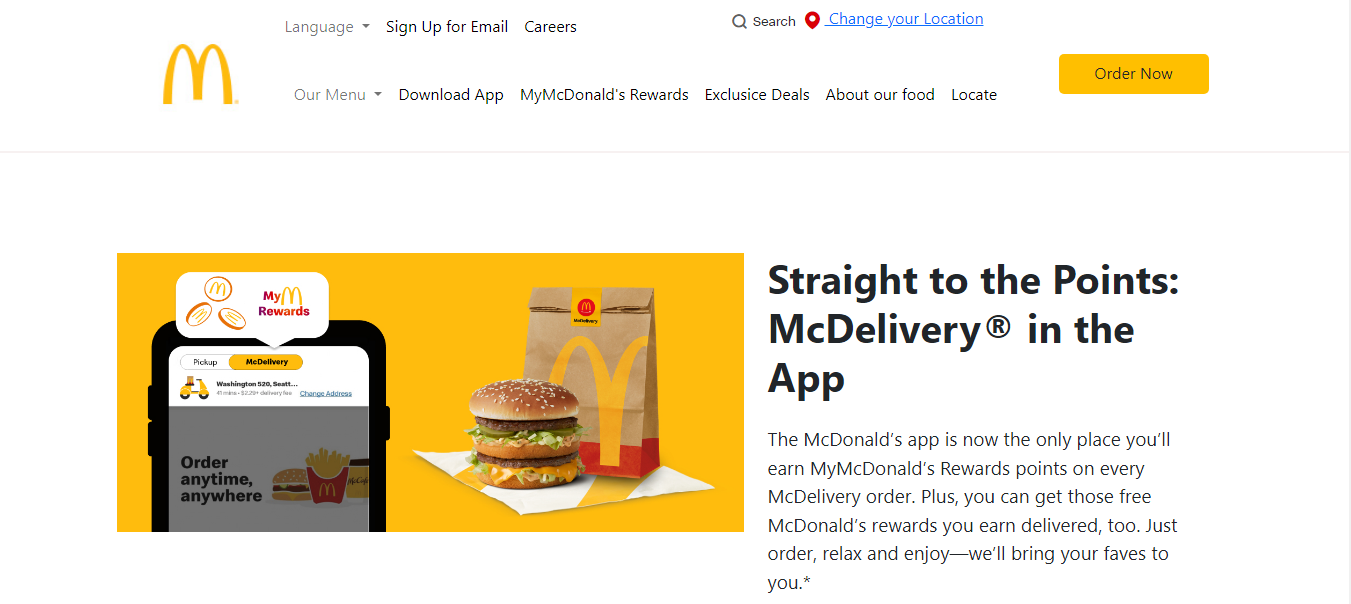 Language
Sign Up for Email
Careers
Search
Change your Location
Order Now
Our Menu
Download App
MyMcDonald's Rewards
Exclusice Deals
About our food
Locate
My
Rewards
Pickup
McDelivery
Washington 520, Seatt...
41 mins • $2.29+ delivery fee
Change Address
Order
anytime,
anywhere
McCafé
McDelivery
Straight to the Points:
McDelivery® in the
App
The McDonald’s app is now the only place you’ll
earn MyMcDonald’s Rewards points on every
McDelivery order. Plus, you can get those free
McDonald’s rewards you earn delivered, too. Just
order, relax and enjoy—we’ll bring your faves to
you.*